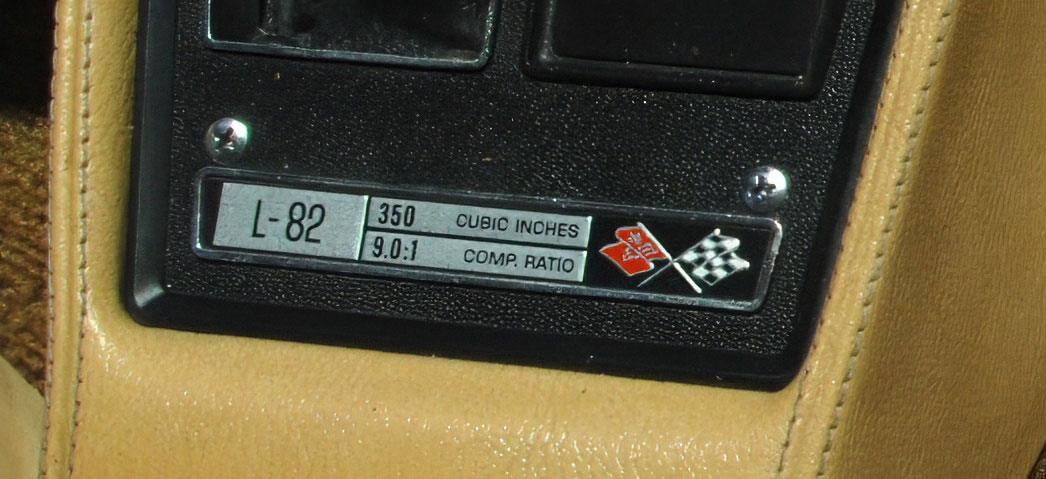 L-82
350 CUBIC INCHES
9.0:1 COMP. RATIO